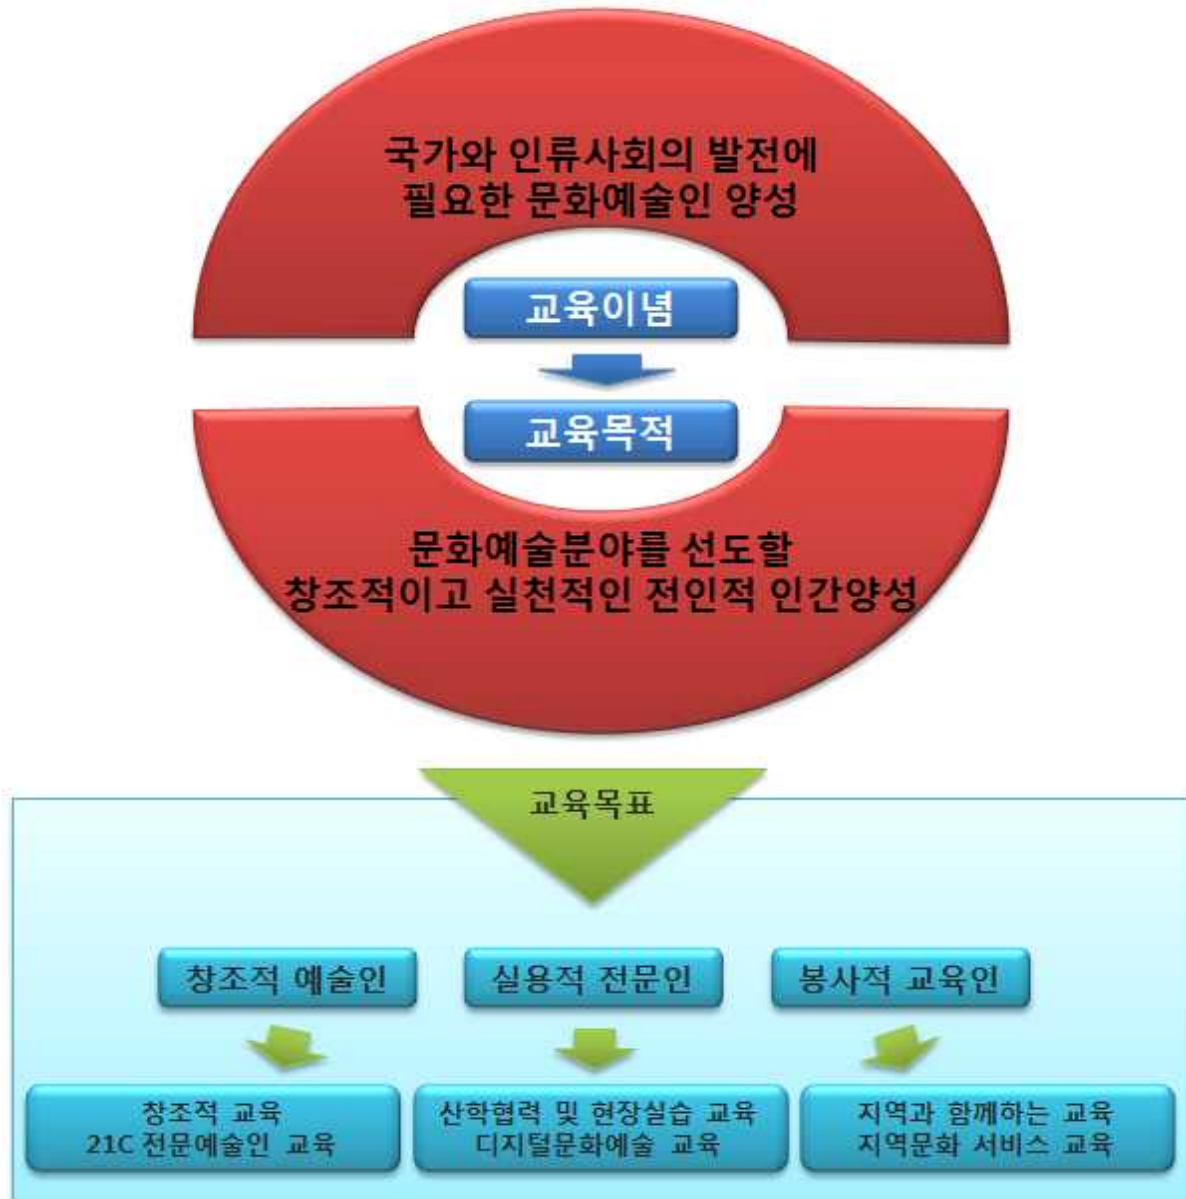 국가와 인류사회의 발전에
필요한 문화예술인 양성
교육이념
교육목적
문화예술분야를 선도할
창조적이고 실천적인 전인적 인간양성
교육목표
창조적 예술인
실용적 전문인
봉사적 교육인
창조적 교육
21C 전문예술인 교육
산학협력 및 현장실습 교육
디지털문화예술 교육
지역과 함께하는 교육
지역문화 서비스 교육